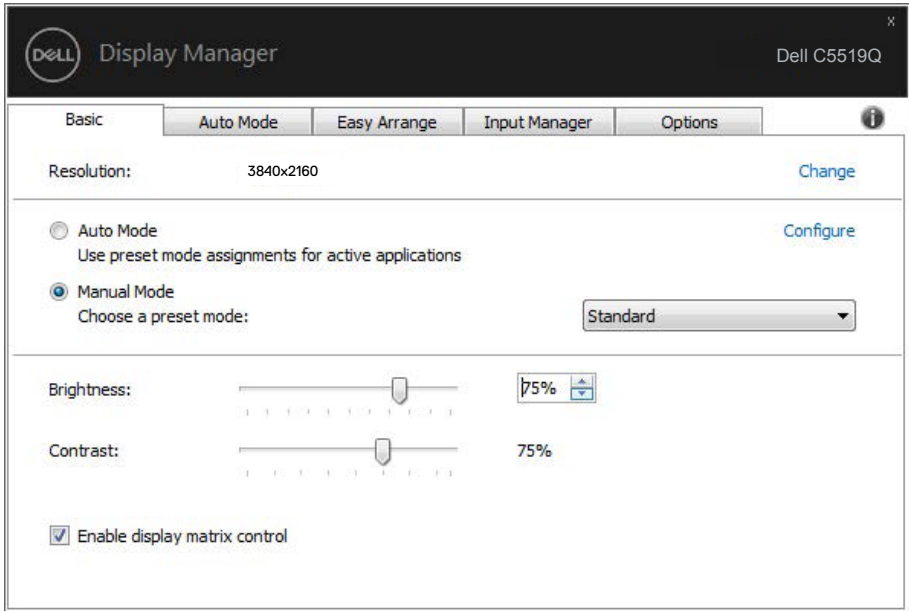 x
DELL Display Manager Dell C5519Q
Basic Auto Mode Easy Arrange Input Manager Options i
Resolution: 3840x2160 Change
Auto Mode Configure
Use preset mode assignments for active applications
Manual Mode
Choose a preset mode: Standard
Brightness: 75%
Contrast: 75%
Enable display matrix control